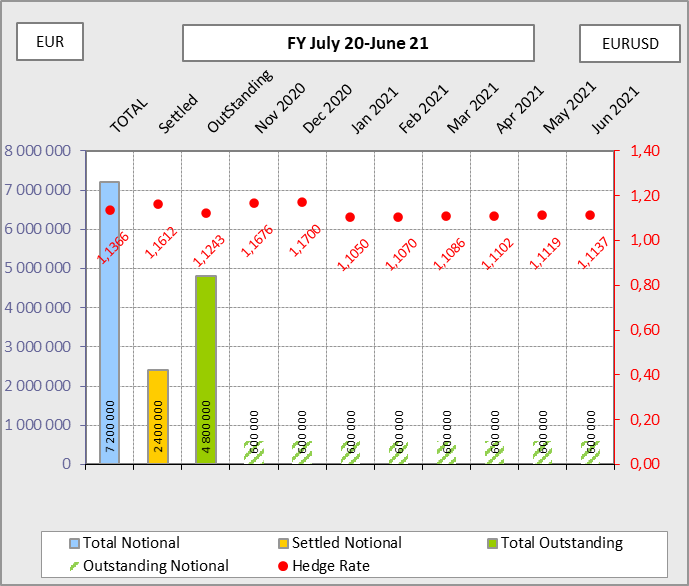 EUR
FY July 20-June 21
EURUSD
TOTAL
Settled
OutStanding
Nov 2020
Dec 2020
Jan 2021
Feb 2021
Mar 2021
Apr 2021
May 2021
Jun 2021
8 000 000
7 000 000
6 000 000
5 000 000
4 000 000
3 000 000
2 000 000
1 000 000
0
1,40
1,20
1,00
0,80
0,60
0,40
0,20
0,00
1,1366
1,1612
1,1243
1,1676
1,1700
1,1050
1,1070
1,1086
1,1102
1,1119
1,1137
7 200 000
2 400 000
4 800 000
600 000
600 000
600 000
600 000
600 000
600 000
600 000
600 000
Total Notional
Settled Notional
Total Outstanding
Outstanding Notional
Hedge Rate